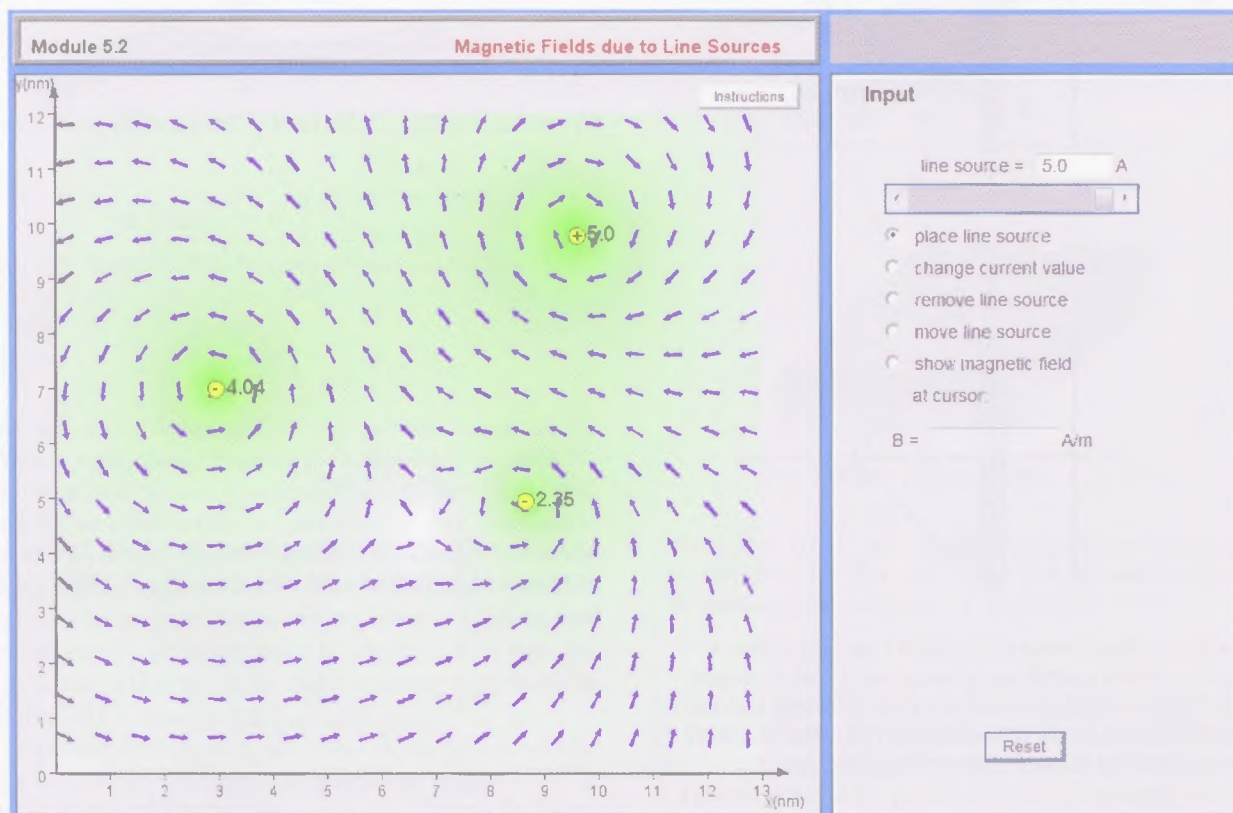 Module 5.2
Magnetic Fields due to Line Sources
y(nm)
Instructions
12
11
10
9
8
7
6
5
4
3
2
1
0
+5.0
-4.04
-2.35
1 2 3 4 5 6 7 8 9 10 11 12 13
x(nm)
Input
line source = 5.0 A
place line source
change current value
remove line source
move line source
show magnetic field
at cursor:
B = A/m
Reset